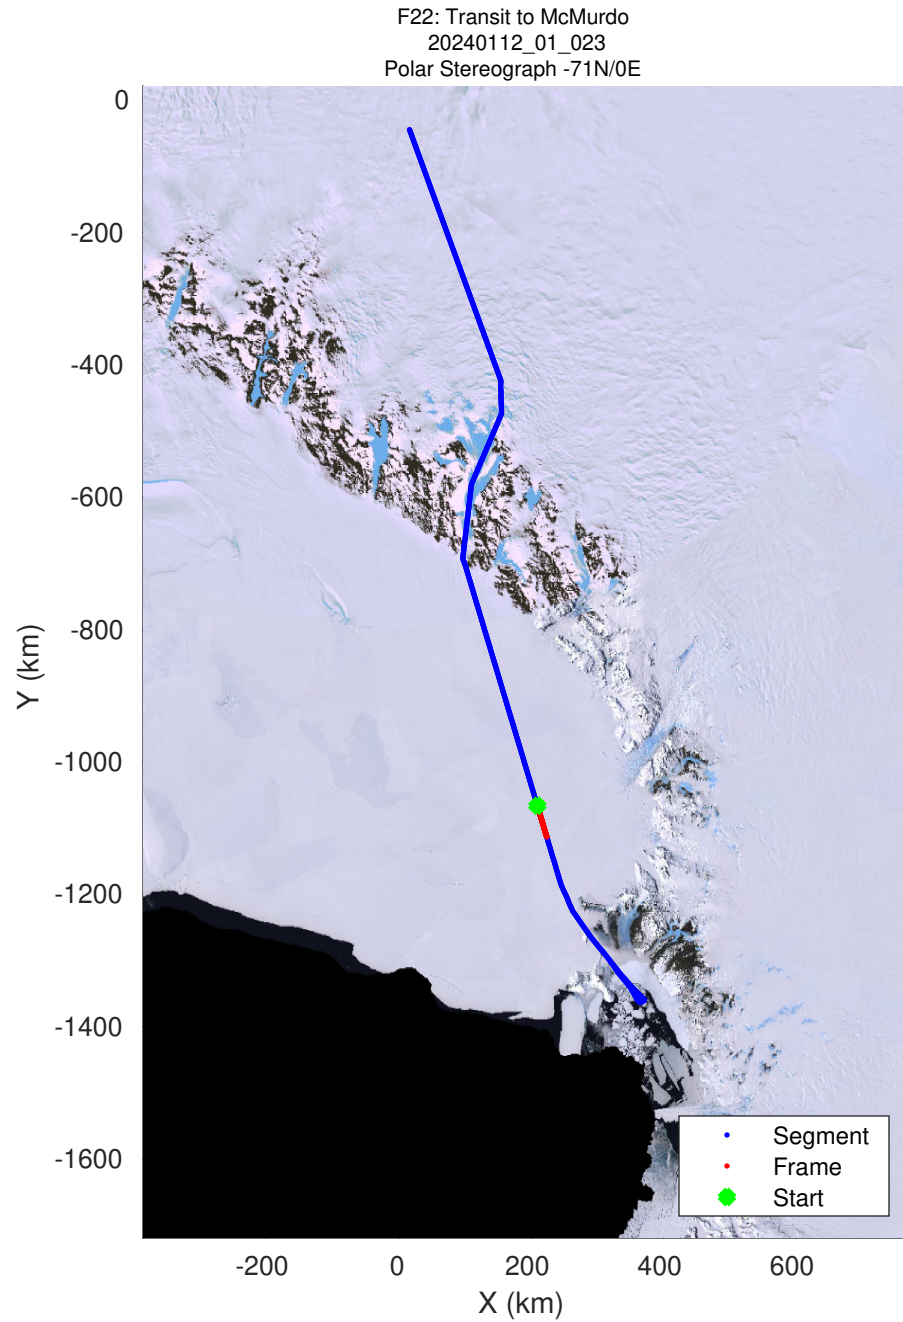 F22: Transit to McMurdo
20240112_01_023
Polar Stereograph -71N/0E
0
-200
-400
-600
-800
-1000
-1200
-1400
-1600
Y (km)
-200
0
200
400
600
X (km)
Segment
Frame
Start